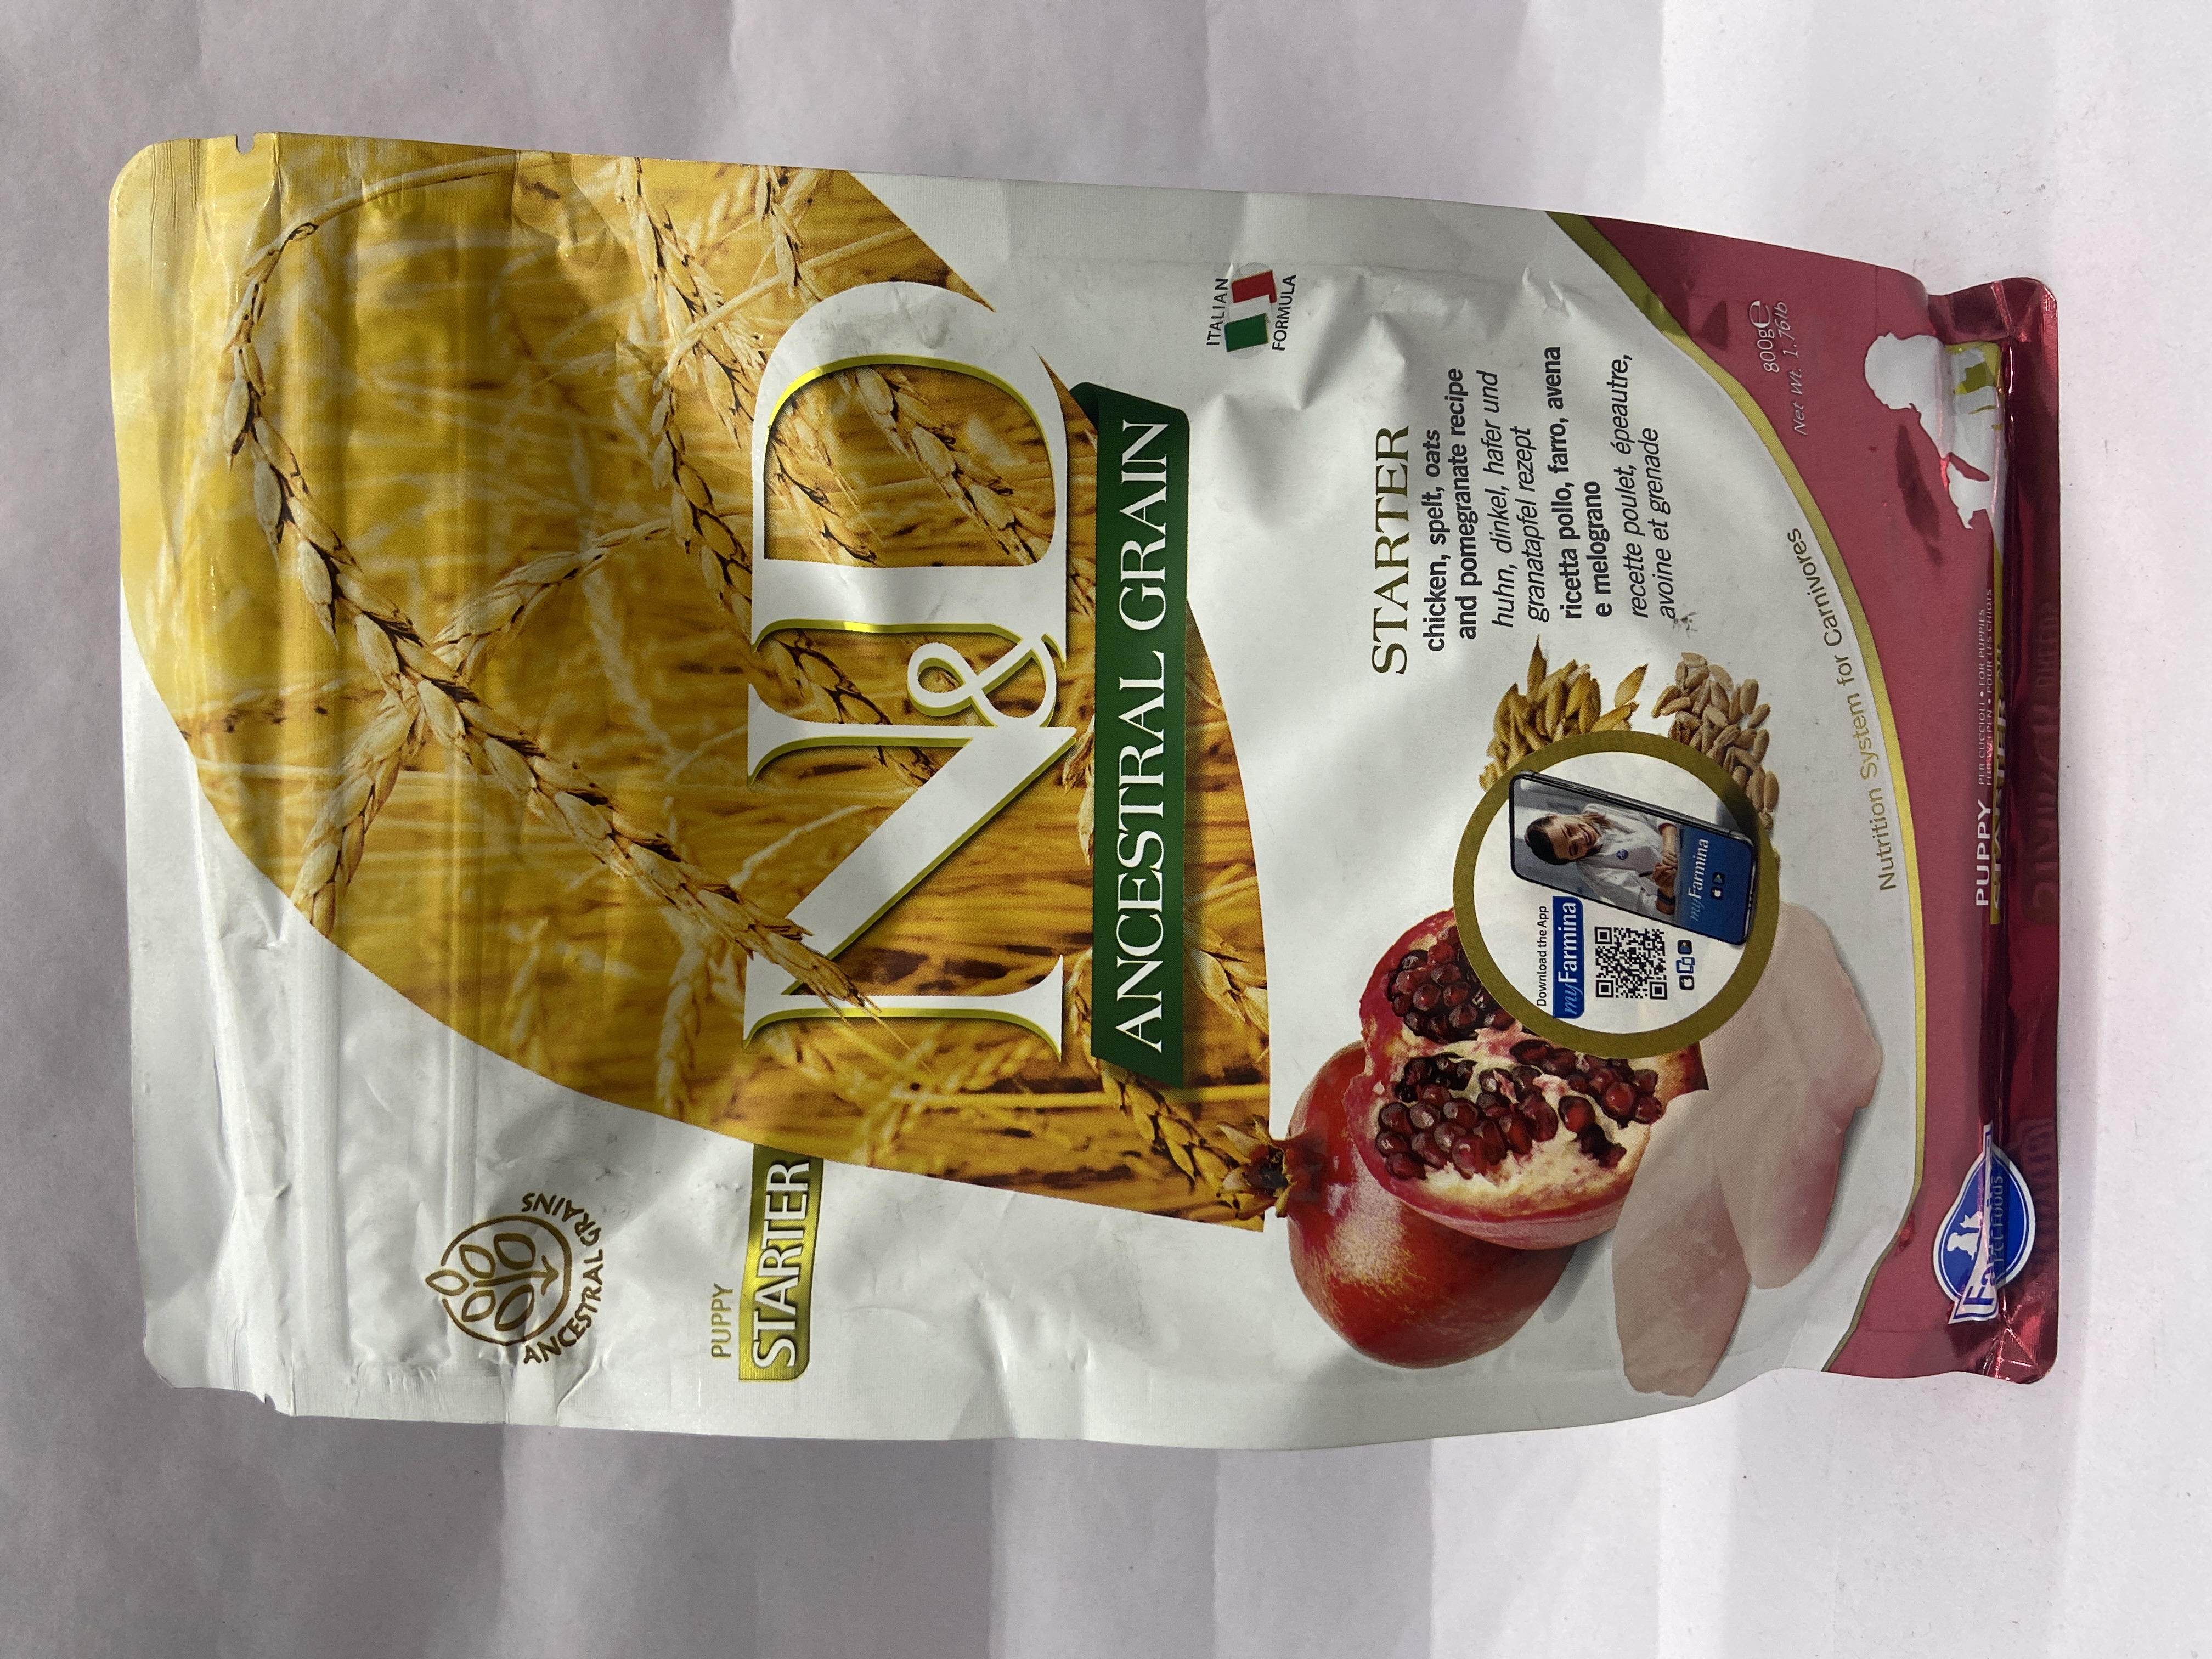 ANCESTRAL GRAINS
PUPPY
STARTER
N&D
ANCESTRAL GRAIN
ITALIAN
FORMULA
STARTER
chicken, spelt, oats
and pomegranate recipe
huhn, dinkel, hafer und
granatapfel rezept
ricetta pollo, farro, avena
e melograno
recette poulet, épeautre,
avoine et grenade
Download the App
myFarmina
myFarmina
800g℮
Net Wt. 1.76lb
Nutrition System for Carnivores
Pet Foods
PUPPY
PER CUCCIOLI • FOR PUPPIES
FÜR WELPEN • POUR LES CHIOTS
STARTER